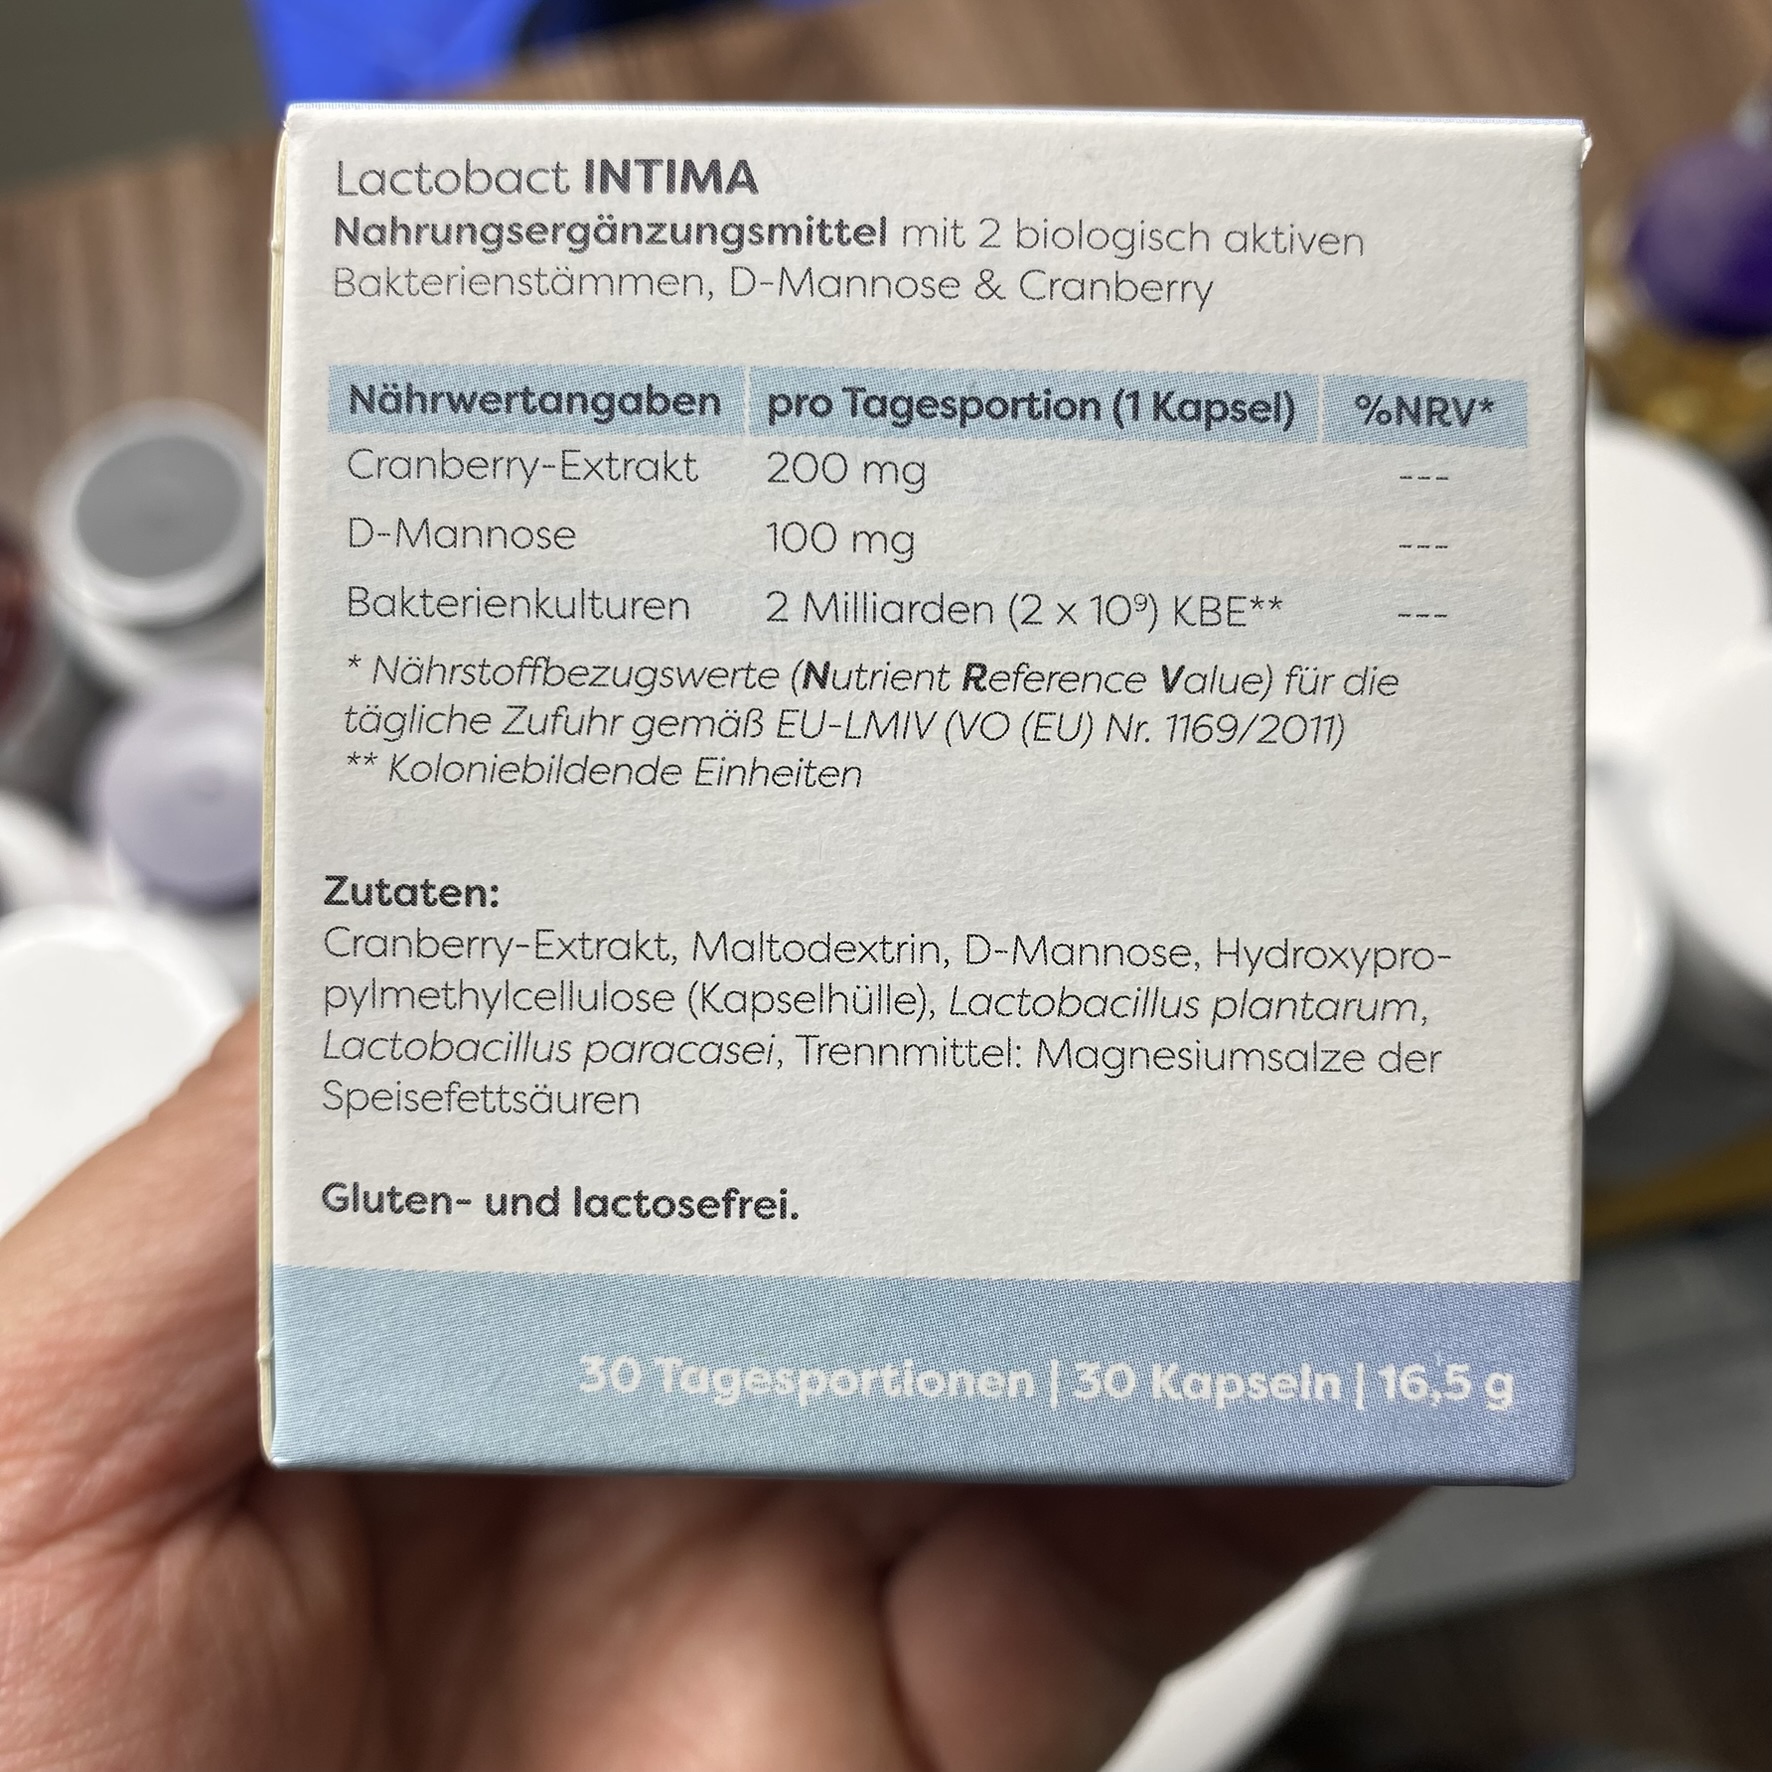 Lactobact INTIMA
Nahrungsergänzungsmittel mit 2 biologisch aktiven
Bakterienstämmen, D-Mannose & Cranberry
Nährwertangaben pro Tagesportion (1 Kapsel) %NRV*
Cranberry-Extrakt 200 mg ---
D-Mannose 100 mg ---
Bakterienkulturen 2 Milliarden (2 x 10⁹) KBE** ---
* Nährstoffbezugswerte (Nutrient Reference Value) für die
tägliche Zufuhr gemäß EU-LMIV (VO (EU) Nr. 1169/2011)
** Koloniebildende Einheiten
Zutaten:
Cranberry-Extrakt, Maltodextrin, D-Mannose, Hydroxypro-
pylmethylcellulose (Kapselhülle), Lactobacillus plantarum,
Lactobacillus paracasei, Trennmittel: Magnesiumsalze der
Speisefettsäuren
Gluten- und lactosefrei.
30 Tagesportionen | 30 Kapseln | 16,5 g